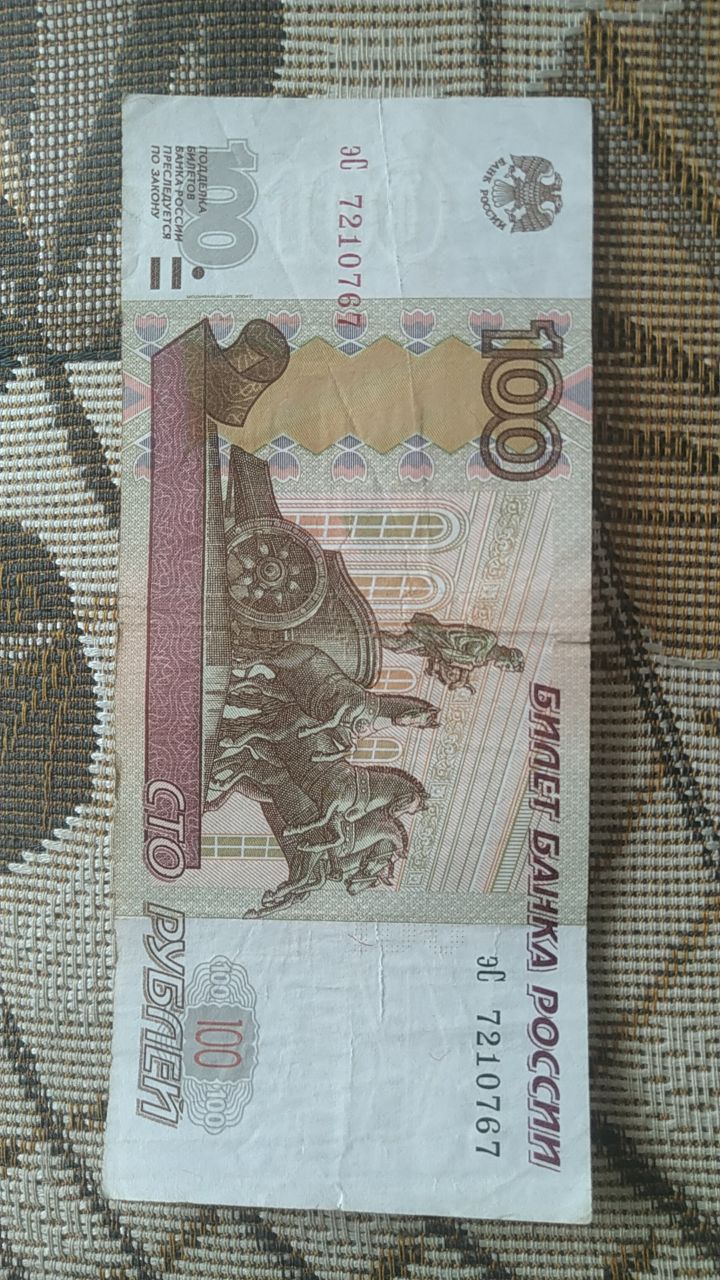 100
БИЛЕТ БАНКА РОССИИ
БАНК РОССИИ
эС 7210767
эС 7210767
100
ПОДДЕЛКА
БИЛЕТОВ
БАНКА РОССИИ
ПРЕСЛЕДУЕТСЯ
ПО ЗАКОНУ
100 100 100
СТО РУБЛЕЙ